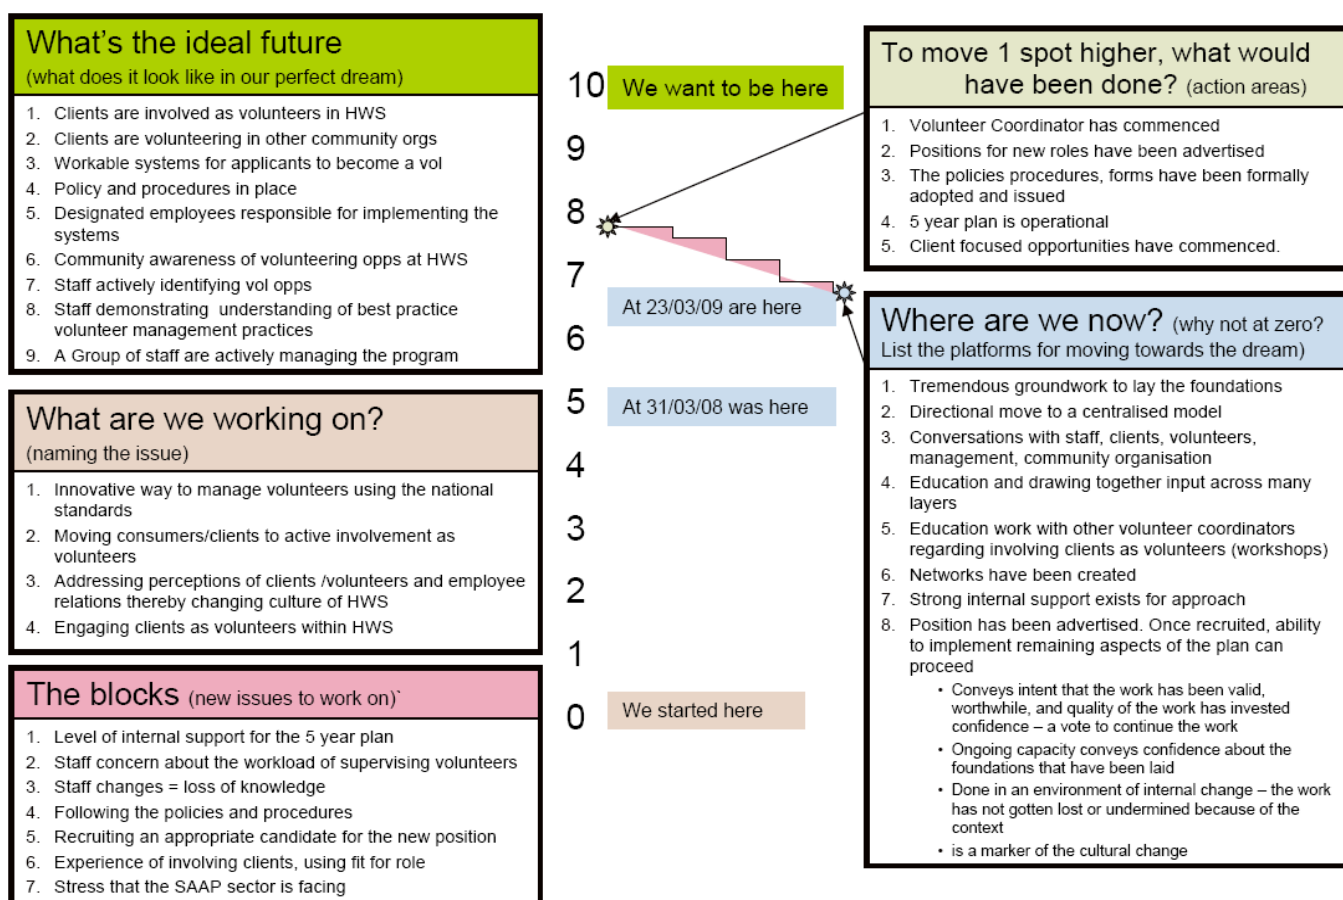 What's the ideal future
(what does it look like in our perfect dream)
1. Clients are involved as volunteers in HWS
2. Clients are volunteering in other community orgs
3. Workable systems for applicants to become a vol
4. Policy and procedures in place
5. Designated employees responsible for implementing the
systems
6. Community awareness of volunteering opps at HWS
7. Staff actively identifying vol opps
8. Staff demonstrating understanding of best practice
volunteer management practices
9. A Group of staff are actively managing the program
What are we working on?
(naming the issue)
1. Innovative way to manage volunteers using the national
standards
2. Moving consumers/clients to active involvement as
volunteers
3. Addressing perceptions of clients /volunteers and employee
relations thereby changing culture of HWS
4. Engaging clients as volunteers within HWS
The blocks (new issues to work on)`
1. Level of internal support for the 5 year plan
2. Staff concern about the workload of supervising volunteers
3. Staff changes = loss of knowledge
4. Following the policies and procedures
5. Recruiting an appropriate candidate for the new position
6. Experience of involving clients, using fit for role
7. Stress that the SAAP sector is facing
10 We want to be here
9
8
7
At 23/03/09 are here
6
5 At 31/03/08 was here
4
3
2
1
0 We started here
To move 1 spot higher, what would
have been done? (action areas)
1. Volunteer Coordinator has commenced
2. Positions for new roles have been advertised
3. The policies procedures, forms have been formally
adopted and issued
4. 5 year plan is operational
5. Client focused opportunities have commenced.
Where are we now? (why not at zero?
List the platforms for moving towards the dream)
1. Tremendous groundwork to lay the foundations
2. Directional move to a centralised model
3. Conversations with staff, clients, volunteers,
management, community organisation
4. Education and drawing together input across many
layers
5. Education work with other volunteer coordinators
regarding involving clients as volunteers (workshops)
6. Networks have been created
7. Strong internal support exists for approach
8. Position has been advertised. Once recruited, ability
to implement remaining aspects of the plan can
proceed
• Conveys intent that the work has been valid,
worthwhile, and quality of the work has invested
confidence – a vote to continue the work
• Ongoing capacity conveys confidence about the
foundations that have been laid
• Done in an environment of internal change – the work
has not gotten lost or undermined because of the
context
• is a marker of the cultural change